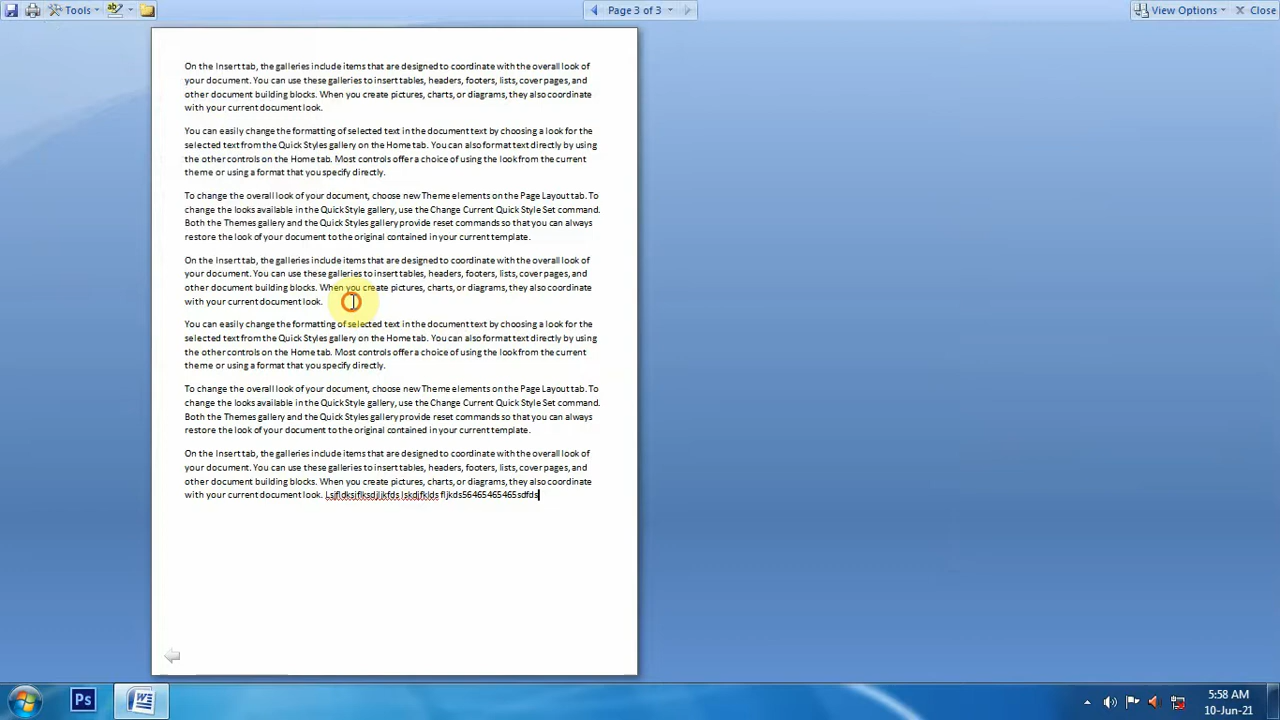 Tools
Page 3 of 3
View Options
Close
On the Insert tab, the galleries include items that are designed to coordinate with the overall look of
your document. You can use these galleries to insert tables, headers, footers, lists, cover pages, and
other document building blocks. When you create pictures, charts, or diagrams, they also coordinate
with your current document look.
You can easily change the formatting of selected text in the document text by choosing a look for the
selected text from the Quick Styles gallery on the Home tab. You can also format text directly by using
the other controls on the Home tab. Most controls offer a choice of using the look from the current
theme or using a format that you specify directly.
To change the overall look of your document, choose new Theme elements on the Page Layout tab. To
change the looks available in the Quick Style gallery, use the Change Current Quick Style Set command.
Both the Themes gallery and the Quick Styles gallery provide reset commands so that you can always
restore the look of your document to the original contained in your current template.
On the Insert tab, the galleries include items that are designed to coordinate with the overall look of
your document. You can use these galleries to insert tables, headers, footers, lists, cover pages, and
other document building blocks. When you create pictures, charts, or diagrams, they also coordinate
with your current document look.
You can easily change the formatting of selected text in the document text by choosing a look for the
selected text from the Quick Styles gallery on the Home tab. You can also format text directly by using
the other controls on the Home tab. Most controls offer a choice of using the look from the current
theme or using a format that you specify directly.
To change the overall look of your document, choose new Theme elements on the Page Layout tab. To
change the looks available in the Quick Style gallery, use the Change Current Quick Style Set command.
Both the Themes gallery and the Quick Styles gallery provide reset commands so that you can always
restore the look of your document to the original contained in your current template.
On the Insert tab, the galleries include items that are designed to coordinate with the overall look of
your document. You can use these galleries to insert tables, headers, footers, lists, cover pages, and
other document building blocks. When you create pictures, charts, or diagrams, they also coordinate
with your current document look. fljkds56465465465sdfds
Ps
5:58 AM
10-Jun-21